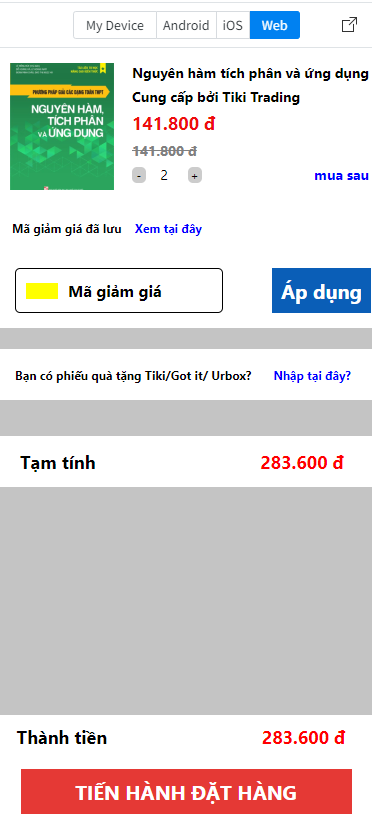 My Device Android iOS Web
PHƯƠNG PHÁP GIẢI CÁC DẠNG TOÁN THPT
NGUYÊN HÀM,
TÍCH PHÂN
VÀ ỨNG DỤNG
Nguyên hàm tích phân và ứng dụng
Cung cấp bởi Tiki Trading
141.800 đ
141.800 đ
- 2 + mua sau
Mã giảm giá đã lưu Xem tại đây
Mã giảm giá Áp dụng
Bạn có phiếu quà tặng Tiki/Got it/ Urbox? Nhập tại đây?
Tạm tính 283.600 đ
Thành tiền 283.600 đ
TIẾN HÀNH ĐẶT HÀNG